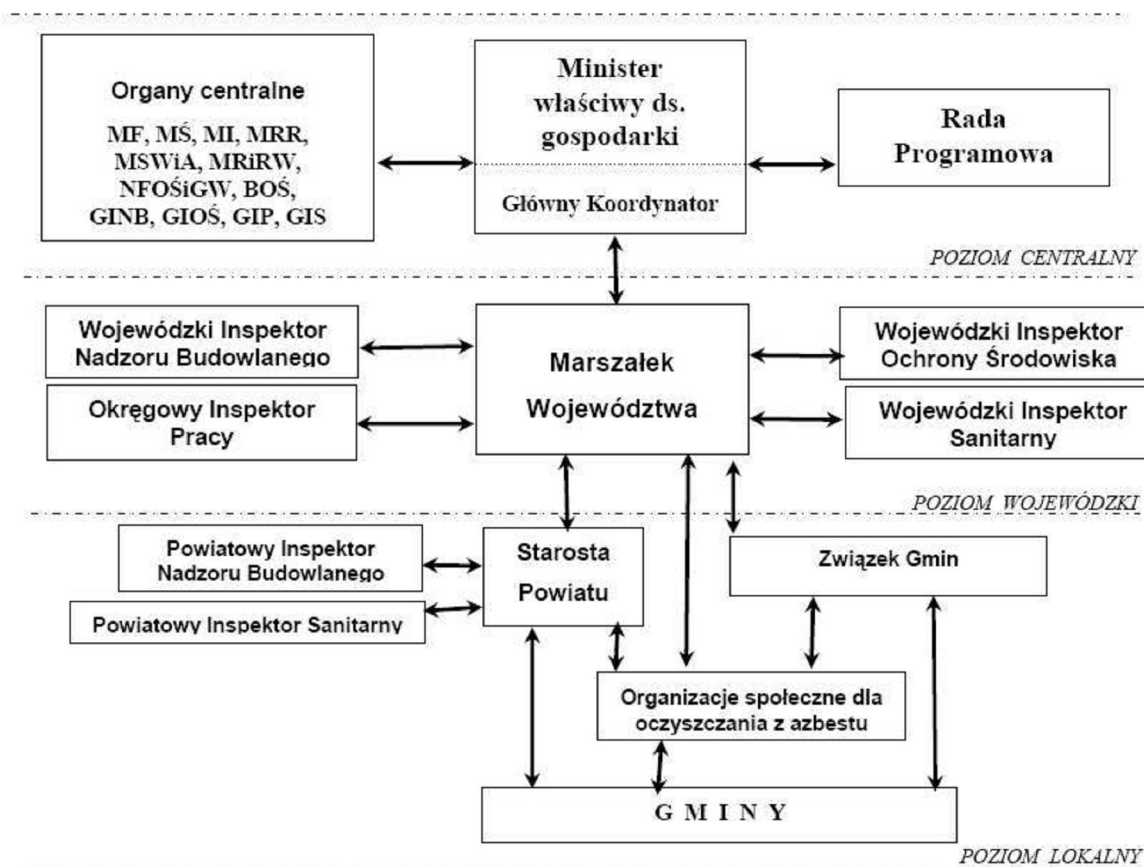 Organy centralne
MF, MŚ, MI, MRR,
MSWiA, MRiRW,
NFOŚiGW, BOŚ,
GINB, GIOŚ, GIP, GIS
Minister
właściwy ds.
gospodarki
Główny Koordynator
Rada
Programowa
POZIOM CENTRALNY
Wojewódzki Inspektor
Nadzoru Budowlanego
Okręgowy Inspektor
Pracy
Marszałek
Województwa
Wojewódzki Inspektor
Ochrony Środowiska
Wojewódzki Inspektor
Sanitarny
POZIOM WOJEWÓDZKI
Powiatowy Inspektor
Nadzoru Budowlanego
Powiatowy Inspektor Sanitarny
Starosta
Powiatu
Związek Gmin
Organizacje społeczne dla
oczyszczania z azbestu
G M I N Y
POZIOM LOKALNY